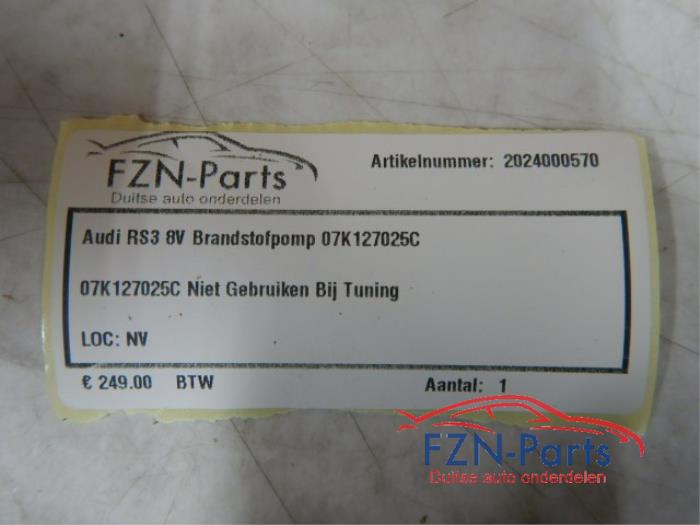 FZN-Parts
Duitse auto onderdelen
Artikelnummer: 2024000570
Audi RS3 8V Brandstofpomp 07K127025C
07K127025C Niet Gebruiken Bij Tuning
LOC: NV
€ 249.00 BTW
Aantal: 1
FZN-Parts
Duitse auto onderdelen